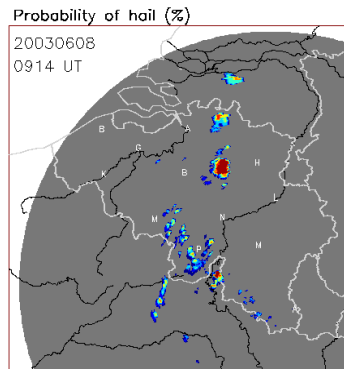 Probability of hail (%)
20030608
0914 UT
B
A
G
B
H
K
L
M
N
M
P